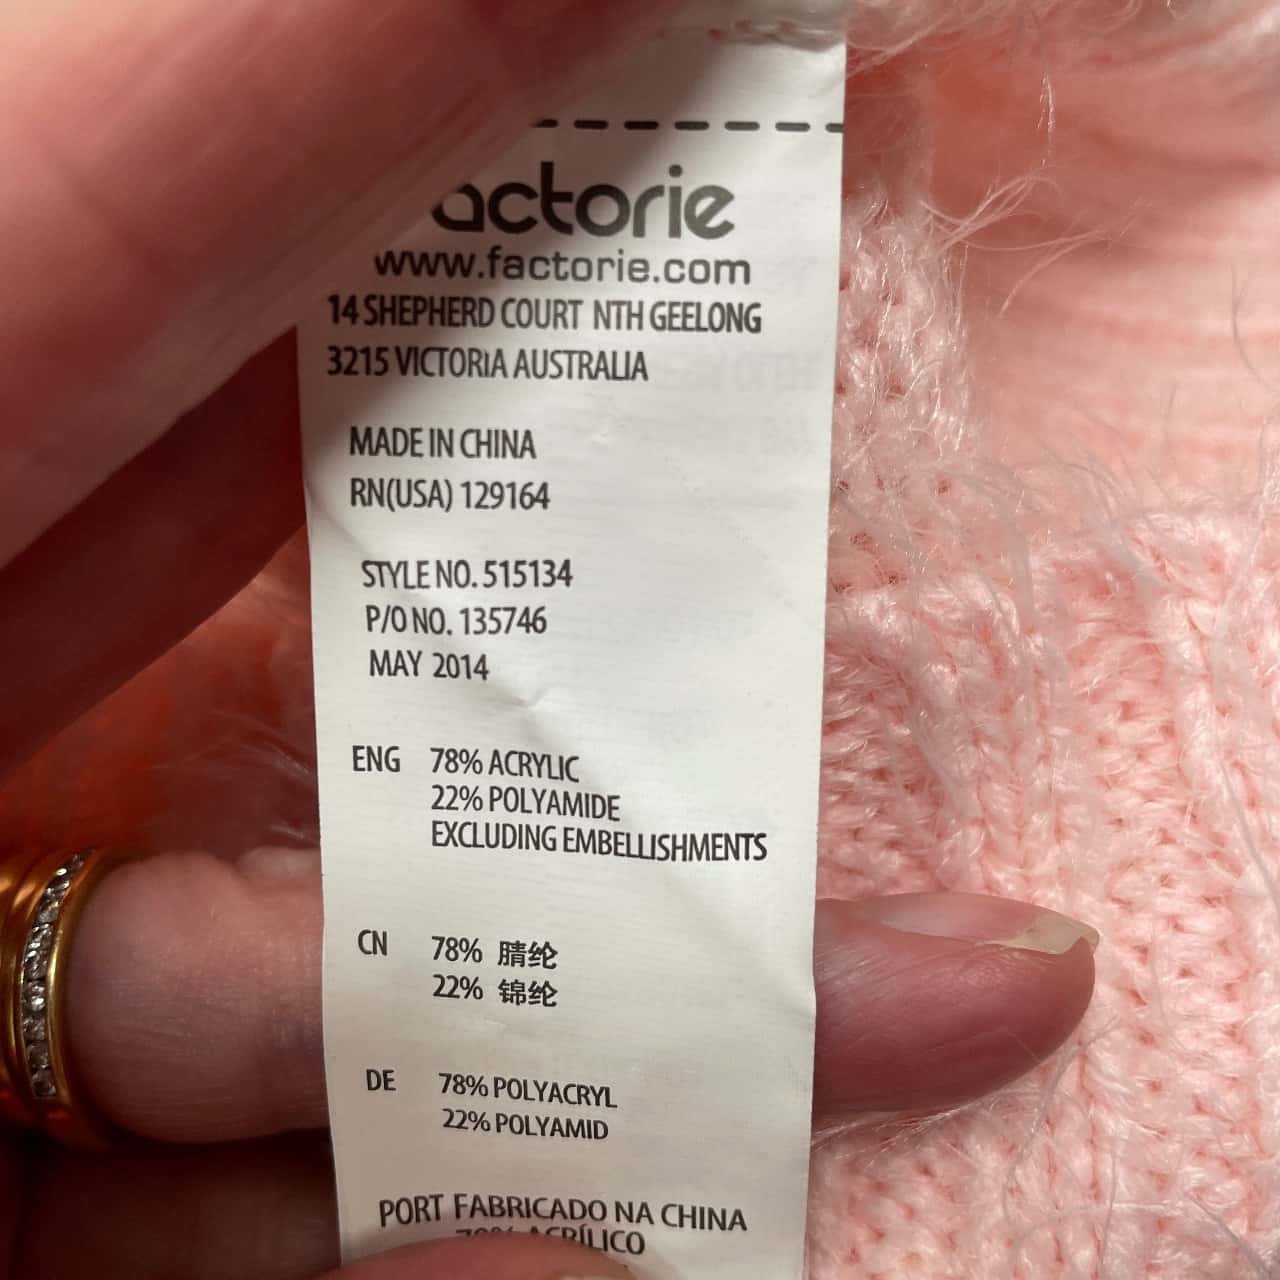 actorie
www.factorie.com
14 SHEPHERD COURT NTH GEELONG
3215 VICTORIA AUSTRALIA
MADE IN CHINA
RN(USA) 129164
STYLE NO. 515134
P/O NO. 135746
MAY 2014
ENG 78% ACRYLIC
22% POLYAMIDE
EXCLUDING EMBELLISHMENTS
CN 78% 腈纶
22% 锦纶
DE 78% POLYACRYL
22% POLYAMID
PORT FABRICADO NA CHINA
78% ACRÍLICO